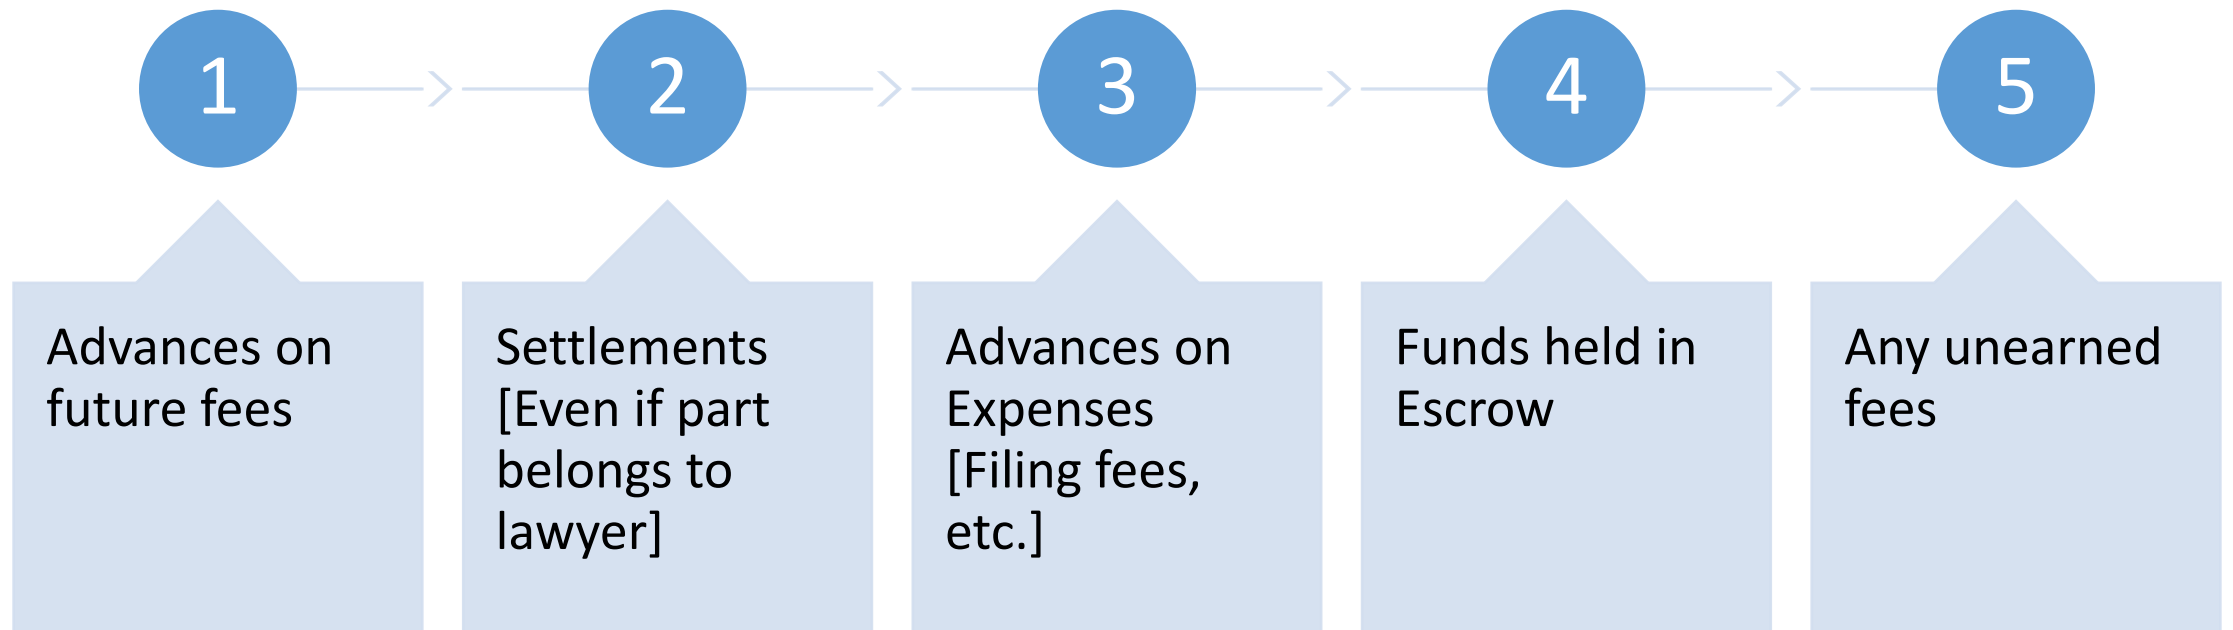 1
2
3
4
5
Advances on
future fees
Settlements
[Even if part
belongs to
lawyer]
Advances on
Expenses
[Filing fees,
etc.]
Funds held in
Escrow
Any unearned
fees